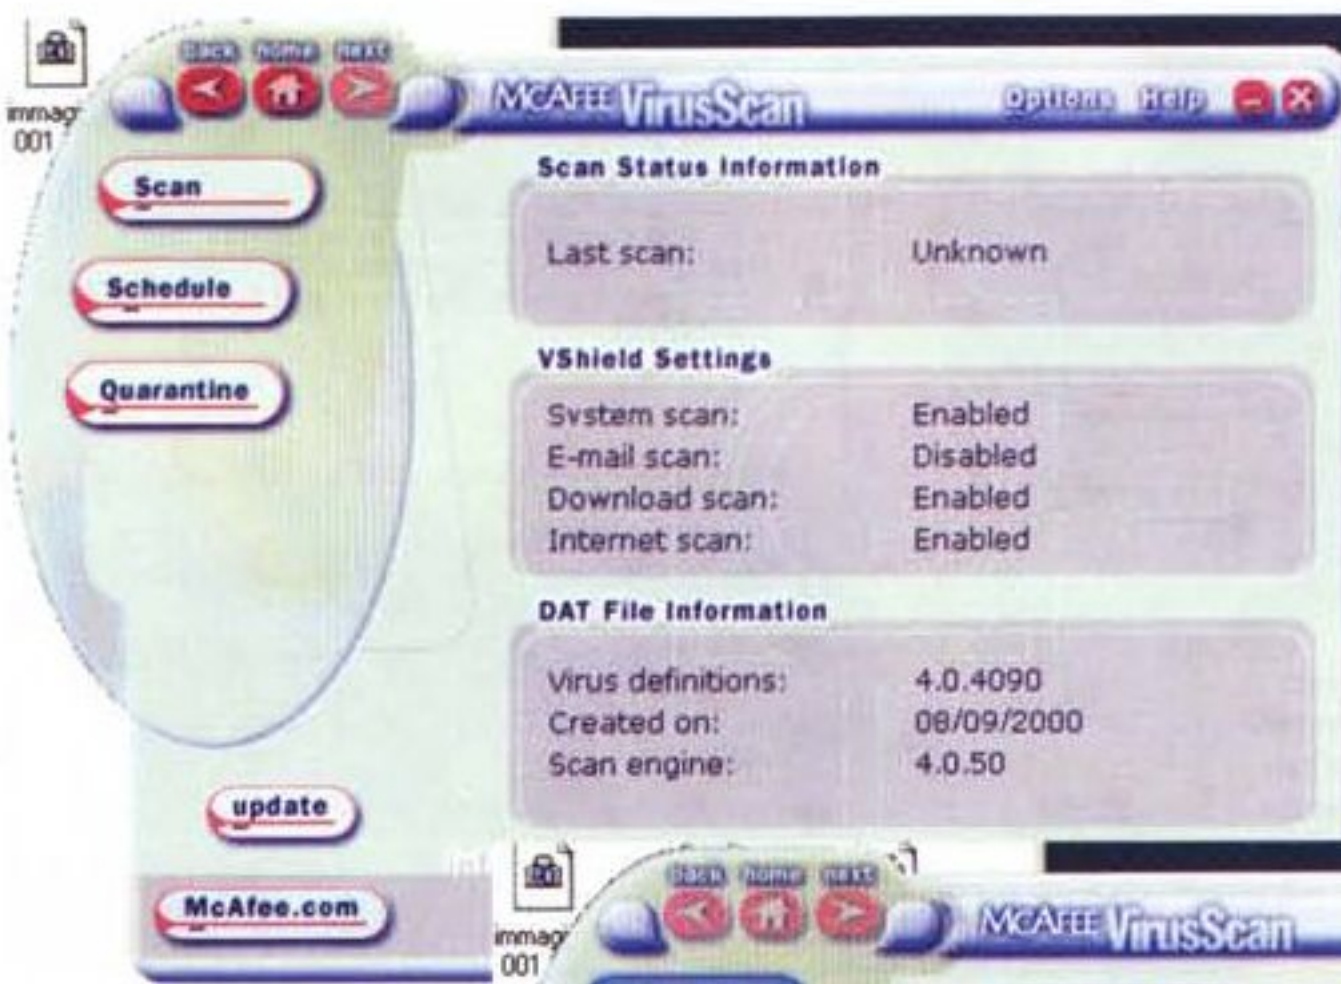 immag
001
back home next
McAfee VirusScan
Options Help
Scan
Schedule
Quarantine
Scan Status Information
Last scan: Unknown
VShield Settings
System scan: Enabled
E-mail scan: Disabled
Download scan: Enabled
Internet scan: Enabled
DAT File Information
Virus definitions: 4.0.4090
Created on: 08/09/2000
Scan engine: 4.0.50
update
McAfee.com
immag
001
back home next
McAfee VirusScan